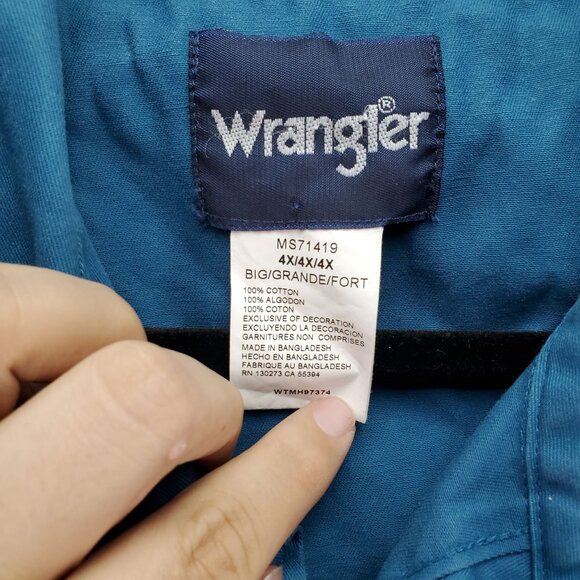 Wrangler®
MS71419
4X/4X/4X
BIG/GRANDE/FORT
100% COTTON
100% ALGODON
100% COTON
EXCLUSIVE OF DECORATION
EXCLUYENDO LA DECORACION
GARNITURES NON COMPRISES
MADE IN BANGLADESH
HECHO EN BANGLADESH
FABRIQUE AU BANGLADESH
RN 130273 CA 55394
WTMH97374